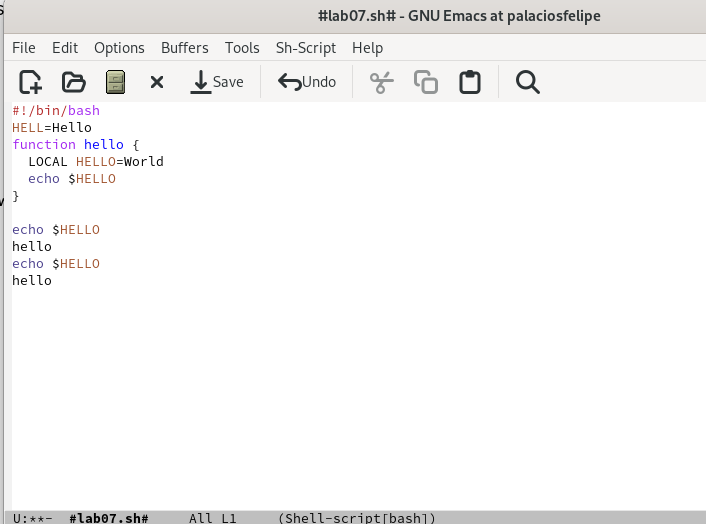 #lab07.sh# - GNU Emacs at palaciosfelipe
File Edit Options Buffers Tools Sh-Script Help
Save Undo
#!/bin/bash
HELL=Hello
function hello {
  LOCAL HELLO=World
  echo $HELLO
}
echo $HELLO
hello
echo $HELLO
hello
U:**- #lab07.sh# All L1 (Shell-script[bash])